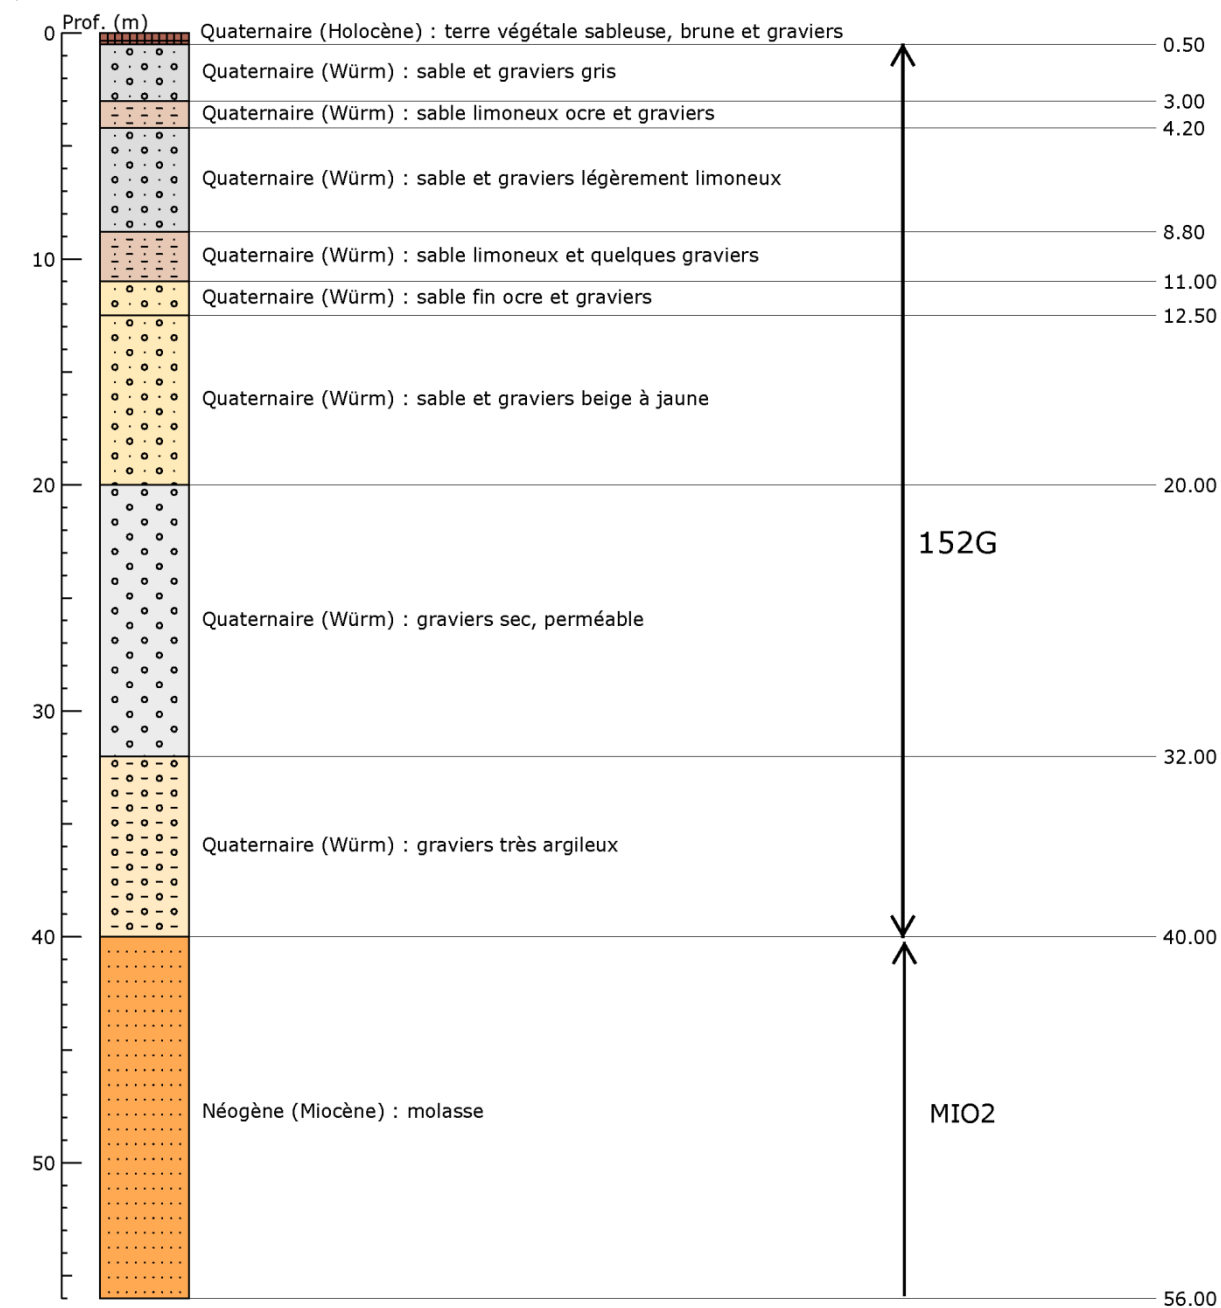 Prof. (m)
0
Quaternaire (Holocène) : terre végétale sableuse, brune et graviers
0.50
Quaternaire (Würm) : sable et graviers gris
3.00
Quaternaire (Würm) : sable limoneux ocre et graviers
4.20
Quaternaire (Würm) : sable et graviers légèrement limoneux
8.80
Quaternaire (Würm) : sable limoneux et quelques graviers
10
11.00
Quaternaire (Würm) : sable fin ocre et graviers
12.50
Quaternaire (Würm) : sable et graviers beige à jaune
20
20.00
152G
Quaternaire (Würm) : graviers sec, perméable
30
32.00
Quaternaire (Würm) : graviers très argileux
40
40.00
Néogène (Miocène) : molasse
MIO2
50
56.00